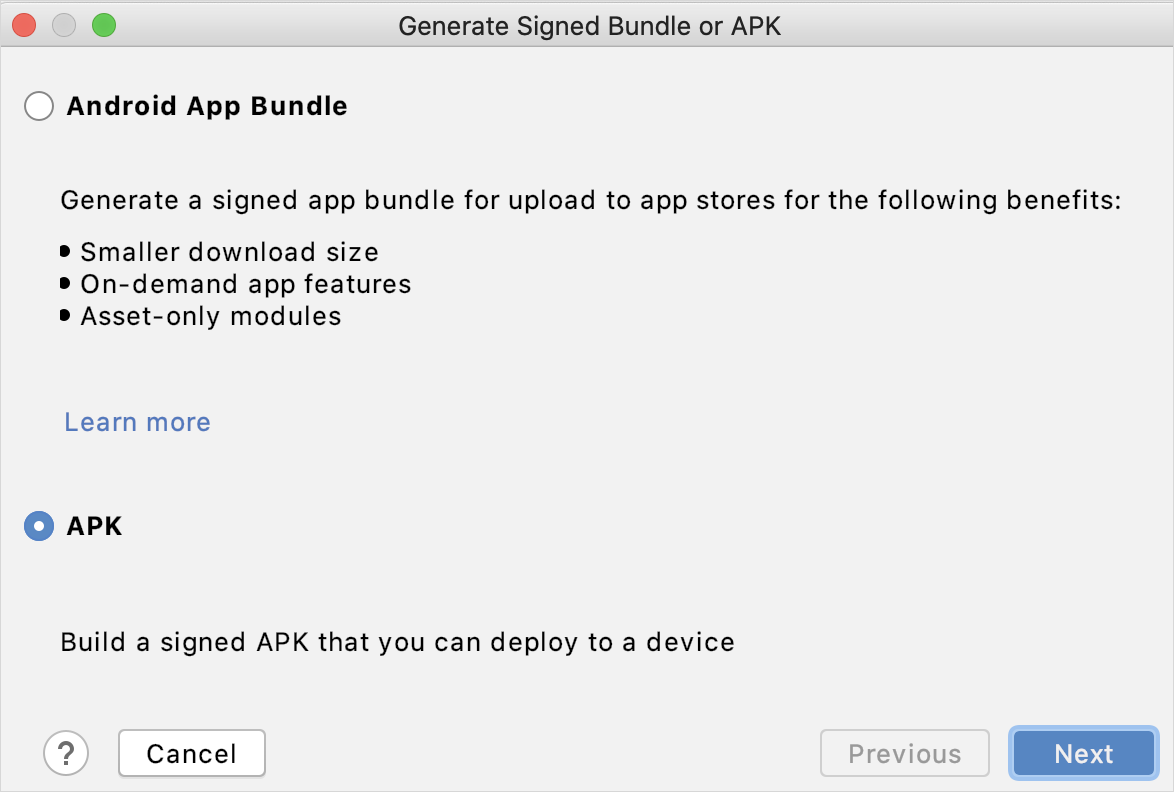 Generate Signed Bundle or APK
Android App Bundle
Generate a signed app bundle for upload to app stores for the following benefits:
• Smaller download size
• On-demand app features
• Asset-only modules
Learn more
APK
Build a signed APK that you can deploy to a device
? Cancel Previous Next